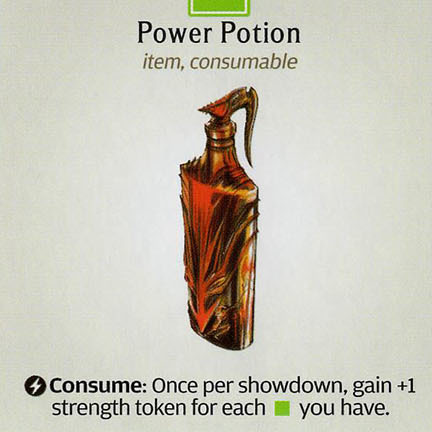 Power Potion
item, consumable
Consume: Once per showdown, gain +1
strength token for each you have.